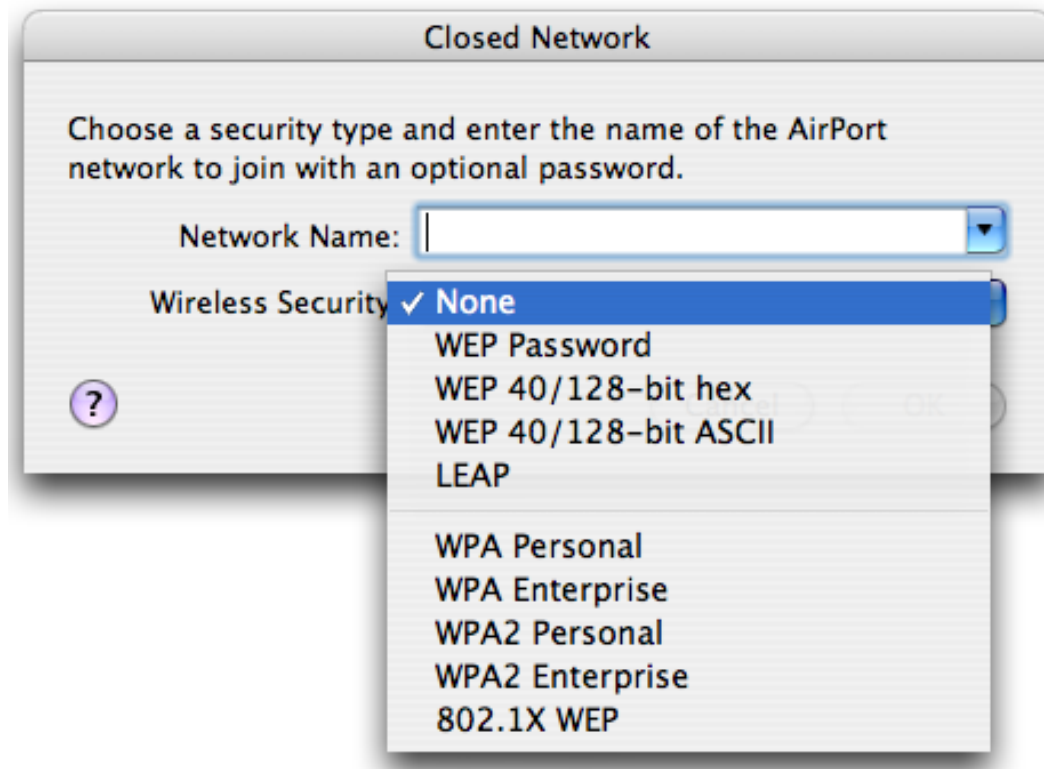 Closed Network
Choose a security type and enter the name of the AirPort
network to join with an optional password.
Network Name:
Wireless Security
✓ None
WEP Password
WEP 40/128-bit hex
WEP 40/128-bit ASCII
LEAP
? Cancel OK
WPA Personal
WPA Enterprise
WPA2 Personal
WPA2 Enterprise
802.1X WEP